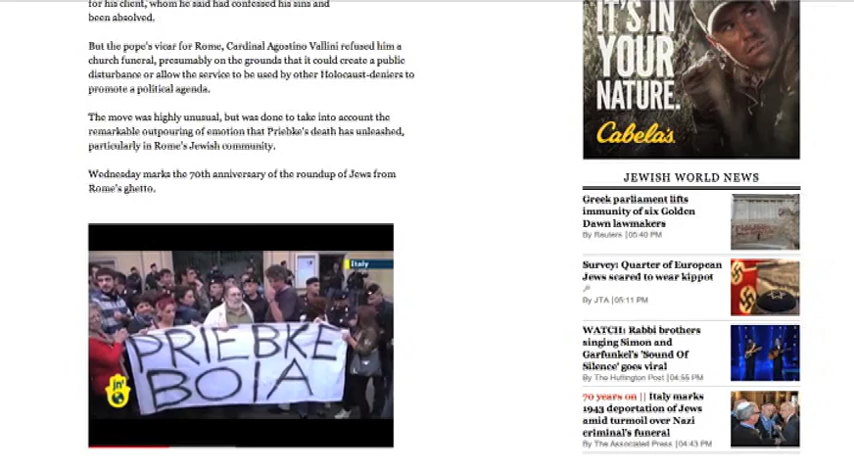 for his client, whom he said had confessed his sins and
been absolved.
But the pope's vicar for Rome, Cardinal Agostino Vallini refused him a
church funeral, presumably on the grounds that it could create a public
disturbance or allow the service to be used by other Holocaust-deniers to
promote a political agenda.
The move was highly unusual, but was done to take into account the
remarkable outpouring of emotion that Priebke's death has unleashed,
particularly in Rome's Jewish community.
Wednesday marks the 70th anniversary of the roundup of Jews from
Rome's ghetto.
Italy
PRIEBKE
BOIA
jn1
IT'S IN
YOUR
NATURE.
Cabela's
JEWISH WORLD NEWS
Greek parliament lifts
immunity of six Golden
Dawn lawmakers
By Reuters | 05:40 PM
Survey: Quarter of European
Jews scared to wear kippot
By JTA | 05:11 PM
WATCH: Rabbi brothers
singing Simon and
Garfunkel's 'Sound Of
Silence' goes viral
By The Huffington Post | 04:55 PM
70 years on || Italy marks
1943 deportation of Jews
amid turmoil over Nazi
criminal's funeral
By The Associated Press | 04:43 PM